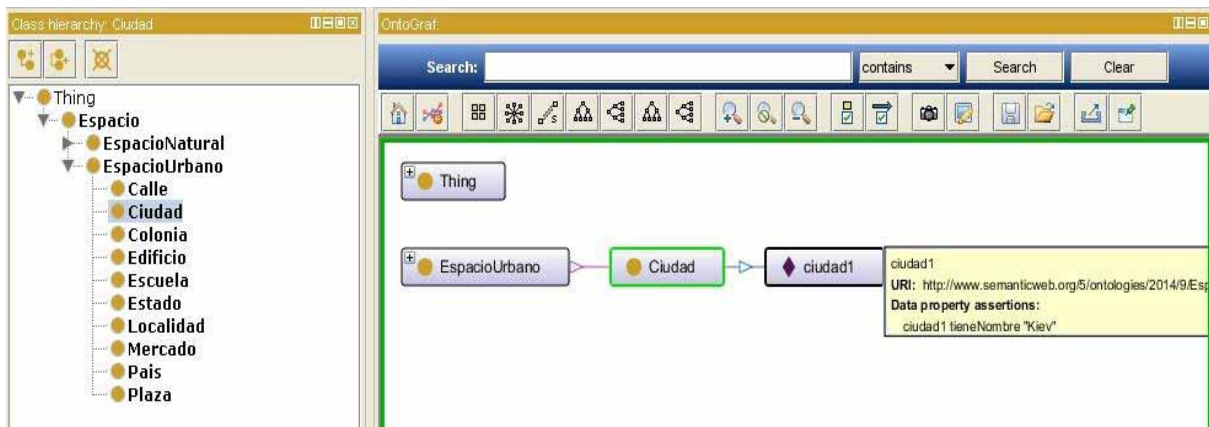 Class hierarchy: Ciudad
Thing
Espacio
EspacioNatural
EspacioUrbano
Calle
Ciudad
Colonia
Edificio
Escuela
Estado
Localidad
Mercado
Pais
Plaza
OntoGraf:
Search: contains Search Clear
Thing
EspacioUrbano Ciudad ciudad1
ciudad1
URI: http://www.semanticweb.org/5/ontologies/2014/9/Esp
Data property assertions:
ciudad1 tieneNombre "Kiev"